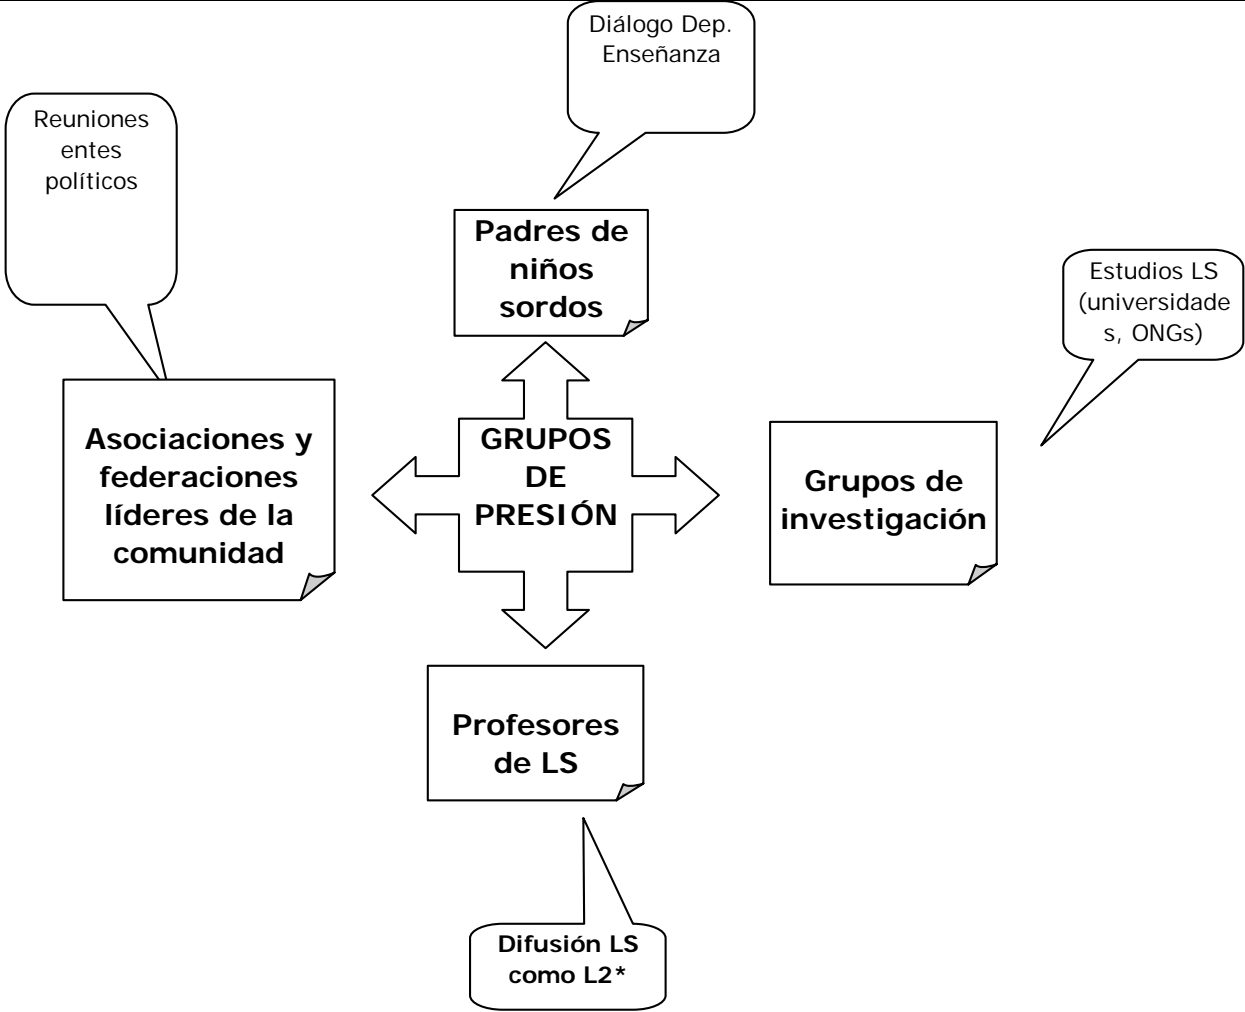 Diálogo Dep.
Enseñanza
Reuniones
entes
políticos
Padres de
niños
sordos
Estudios LS
(universidade
s, ONGs)
Asociaciones y
federaciones
líderes de la
comunidad
GRUPOS
DE
PRESIÓN
Grupos de
investigación
Profesores
de LS
Difusión LS
como L2*